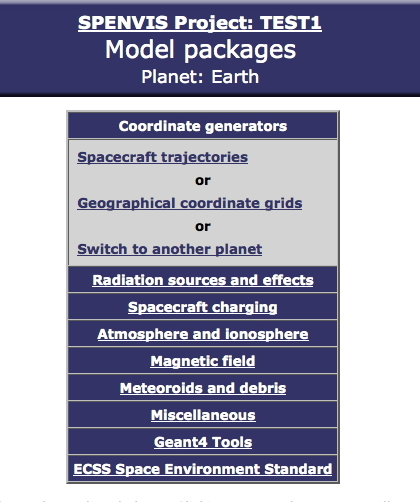 SPENVIS Project: TEST1
Model packages
Planet: Earth
Coordinate generators
Spacecraft trajectories
or
Geographical coordinate grids
or
Switch to another planet
Radiation sources and effects
Spacecraft charging
Atmosphere and ionosphere
Magnetic field
Meteoroids and debris
Miscellaneous
Geant4 Tools
ECSS Space Environment Standard